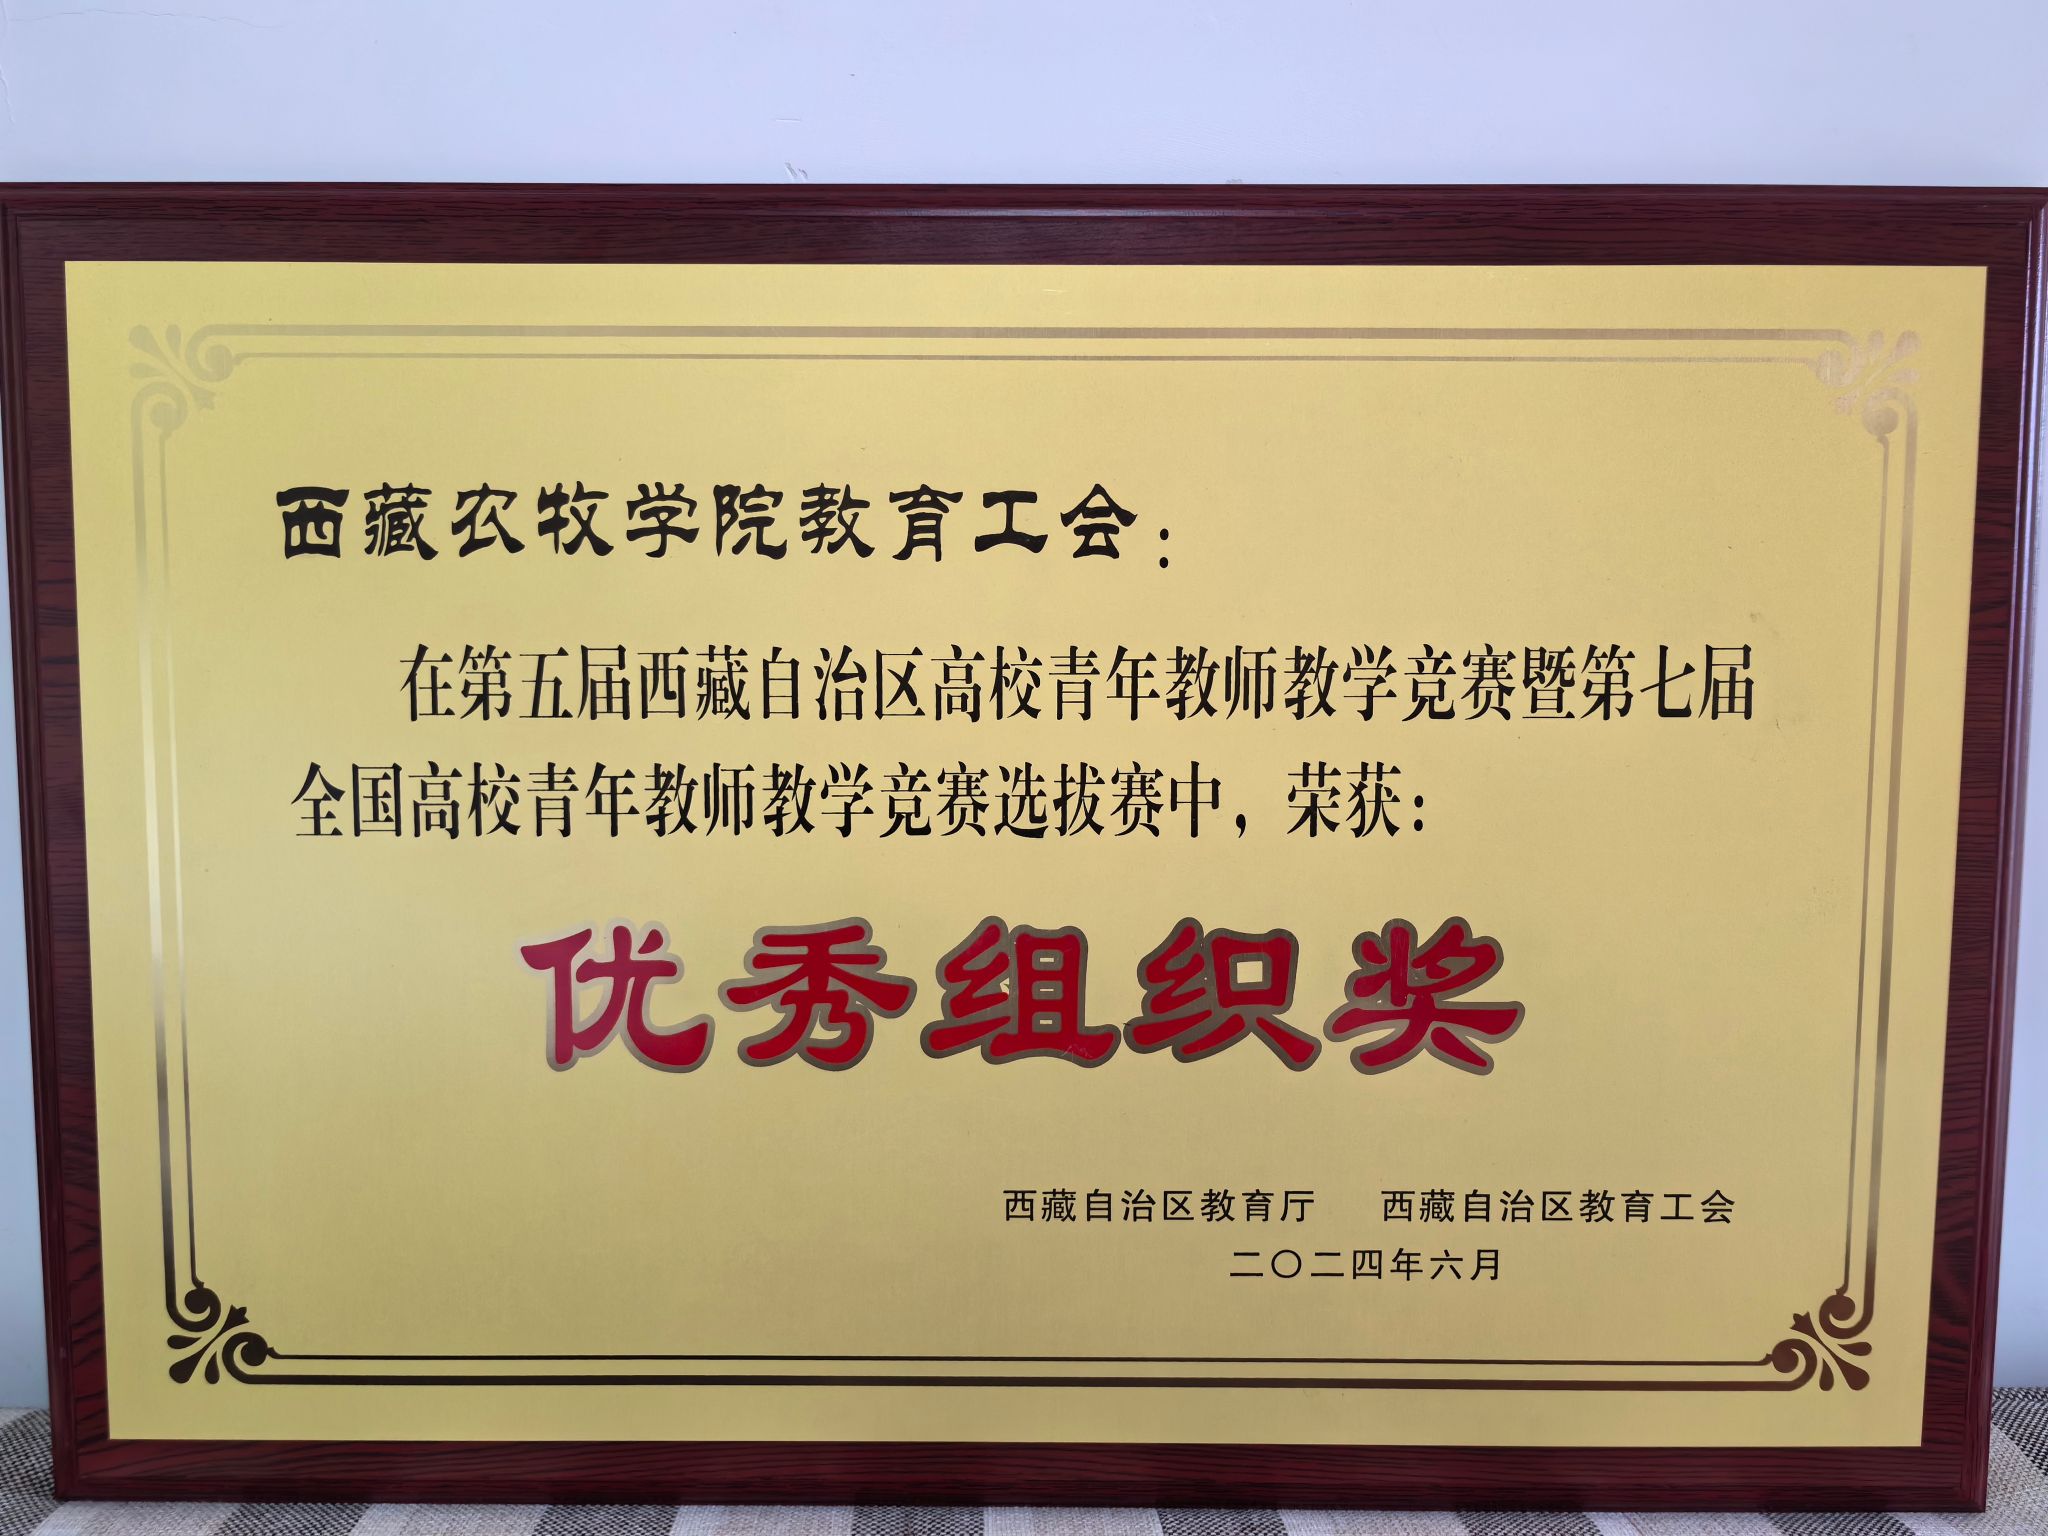 西藏农牧学院教育工会：
在第五届西藏自治区高校青年教师教学竞赛暨第七届
全国高校青年教师教学竞赛选拔赛中，荣获：
优秀组织奖
西藏自治区教育厅 西藏自治区教育工会
二〇二四年六月